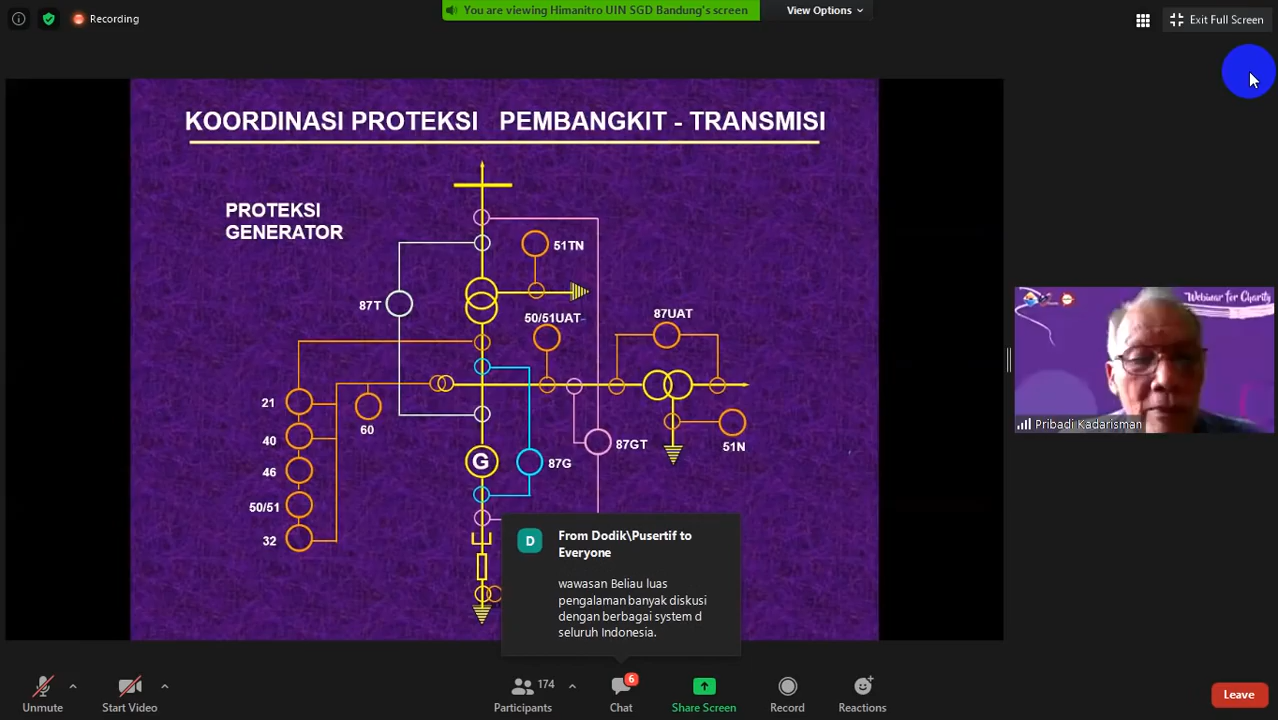 Recording
You are viewing Himanitro UIN SGD Bandung's screen
View Options
Exit Full Screen
KOORDINASI PROTEKSI PEMBANGKIT - TRANSMISI
PROTEKSI
GENERATOR
51TN
87T
50/51UAT
87UAT
21
60
40
87GT
51N
46
G
87G
50/51
32
Webinar for Charity
Pribadi Kadarisman
D
From Dodik\Pusertif to
Everyone
wawasan Beliau luas
pengalaman banyak diskusi
dengan berbagai system d
seluruh Indonesia.
Unmute
Start Video
174
Participants
6
Chat
Share Screen
Record
Reactions
Leave